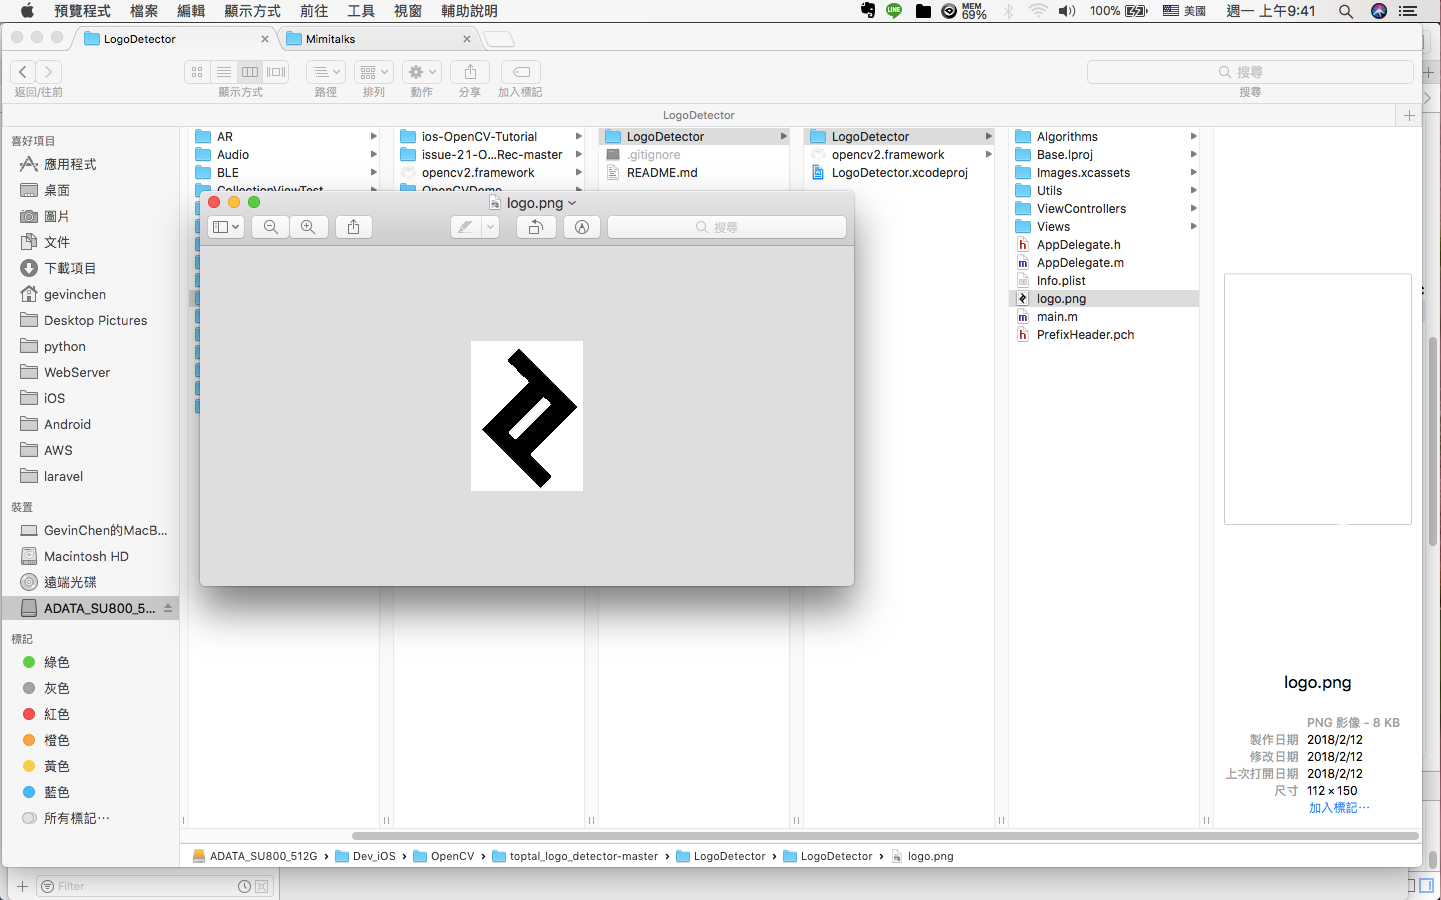 預覽程式 檔案 編輯 顯示方式 前往 工具 視窗 輔助說明 LINE MEM 69% 100% 美國 週一 上午9:41
LogoDetector
Mimitalks
返回/往前
顯示方式
路徑
排列
動作
分享
加入標記
搜尋
搜尋
LogoDetector
喜好項目
應用程式
桌面
圖片
文件
下載項目
gevinchen
Desktop Pictures
python
WebServer
iOS
Android
AWS
laravel
裝置
GevinChen的MacB...
Macintosh HD
遠端光碟
ADATA_SU800_5...
標記
綠色
灰色
紅色
橙色
黃色
藍色
所有標記⋯
AR
Audio
BLE
CollectionViewTest
ios-OpenCV-Tutorial
issue-21-O...Rec-master
opencv2.framework
OpenCVDemo
LogoDetector
.gitignore
README.md
LogoDetector
opencv2.framework
LogoDetector.xcodeproj
Algorithms
Base.lproj
Images.xcassets
Utils
ViewControllers
Views
AppDelegate.h
AppDelegate.m
Info.plist
logo.png
main.m
PrefixHeader.pch
logo.png
搜尋
logo.png
PNG 影像 - 8 KB
製作日期 2018/2/12
修改日期 2018/2/12
上次打開日期 2018/2/12
尺寸 112 × 150
加入標記⋯
ADATA_SU800_512G › Dev_iOS › OpenCV › toptal_logo_detector-master › LogoDetector › LogoDetector › logo.png
Filter